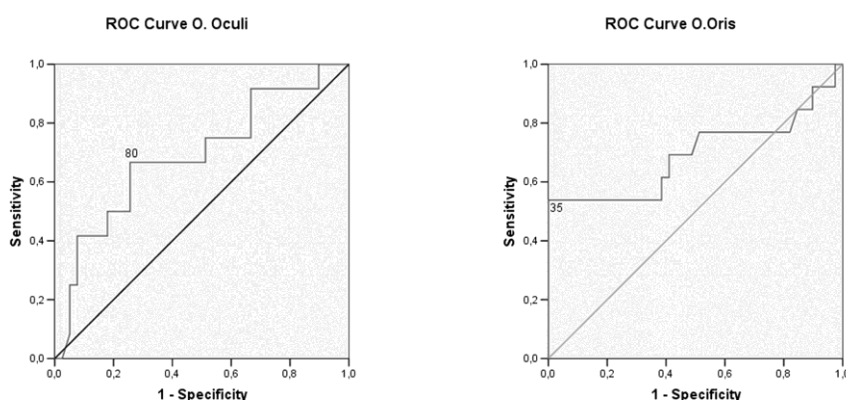 ROC Curve O. Oculi
1,0
0,8
0,6
0,4
0,2
0,0
Sensitivity
80
0,0 0,2 0,4 0,6 0,8 1,0
1 - Specificity
ROC Curve O.Oris
1,0
0,8
0,6
0,4
0,2
0,0
Sensitivity
35
0,0 0,2 0,4 0,6 0,8 1,0
1 - Specificity